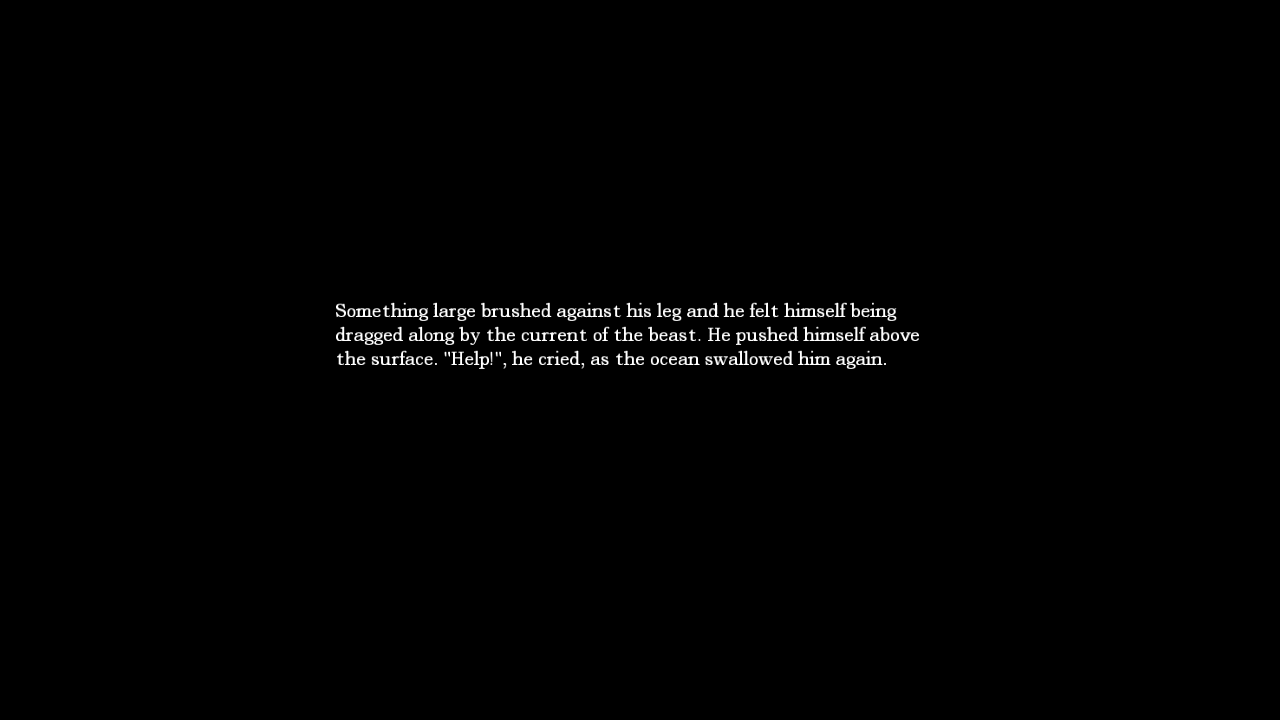 Something large brushed against his leg and he felt himself being
dragged along by the current of the beast. He pushed himself above
the surface. "Help!", he cried, as the ocean swallowed him again.